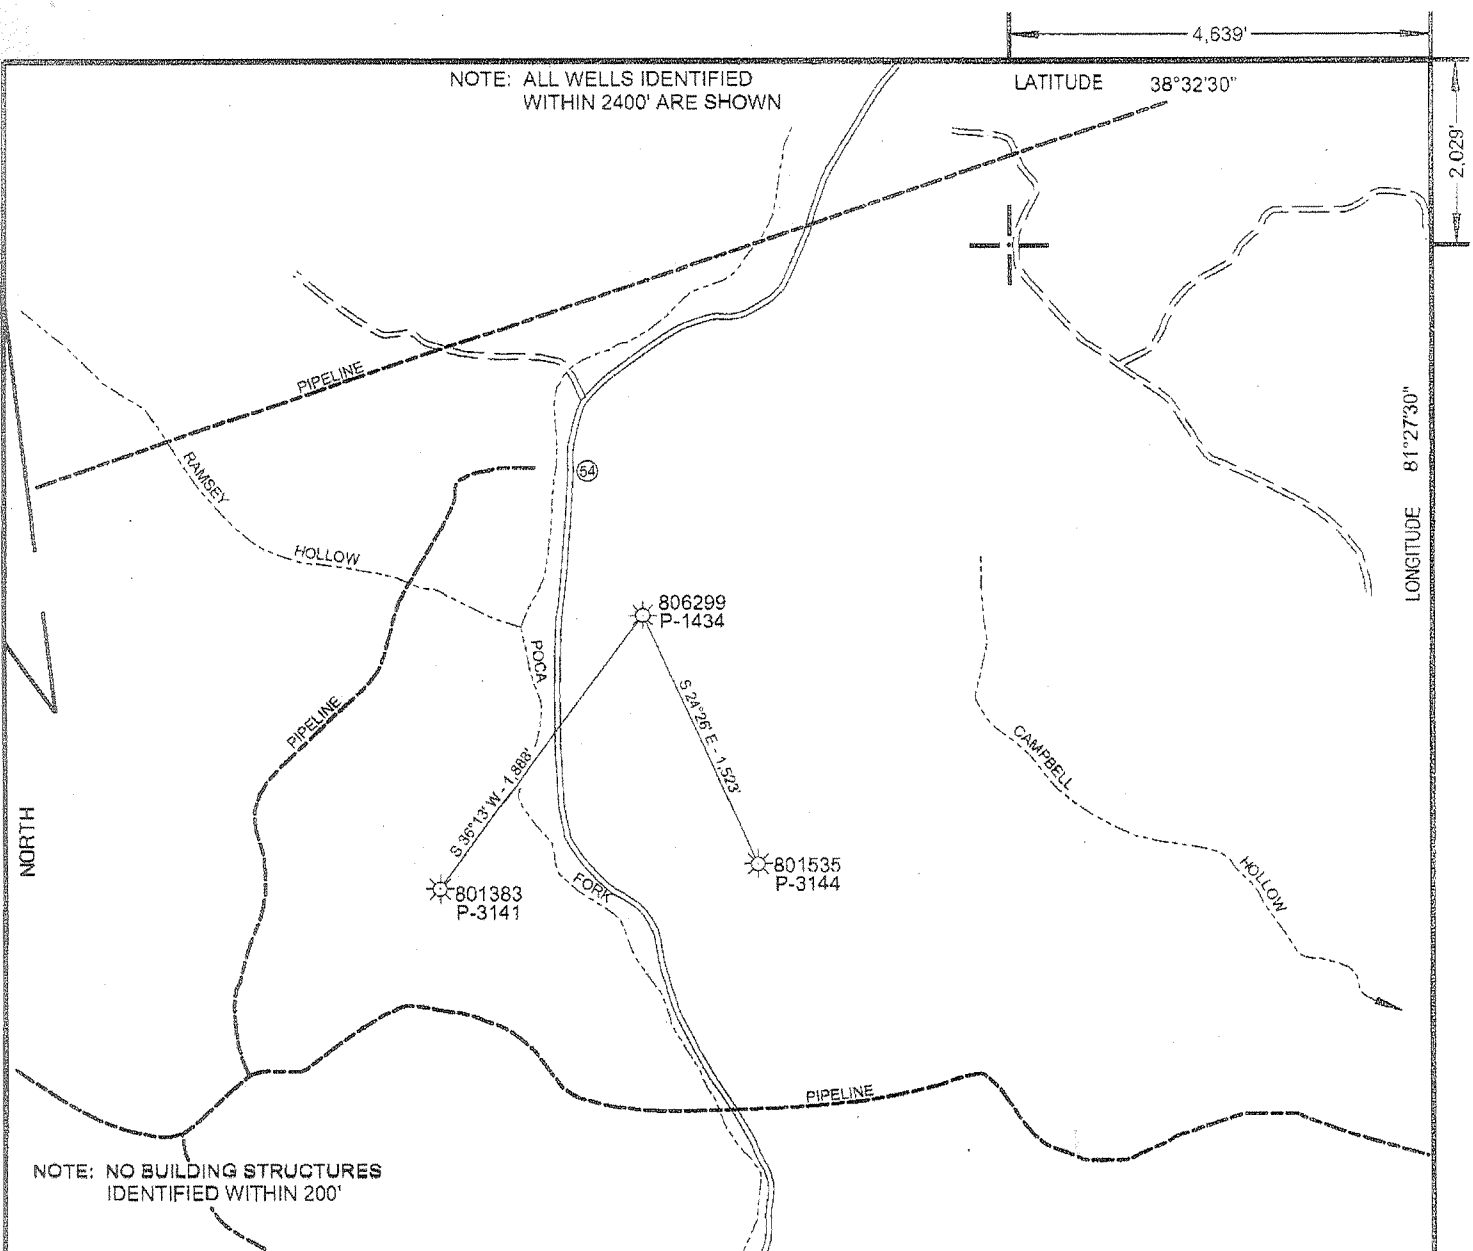 4,639'
NOTE: ALL WELLS IDENTIFIED
WITHIN 2400' ARE SHOWN
LATITUDE 38°32'30"
2,029'
PIPELINE
LONGITUDE 81°27'30"
RAMSEY
54
HOLLOW
806299
P-1434
POCA
S 24°26' E - 1,523'
PIPELINE
CAMPBELL
S 36°13' W - 1,888'
NORTH
801535
P-3144
HOLLOW
FORK
801383
P-3141
PIPELINE
NOTE: NO BUILDING STRUCTURES
IDENTIFIED WITHIN 200'